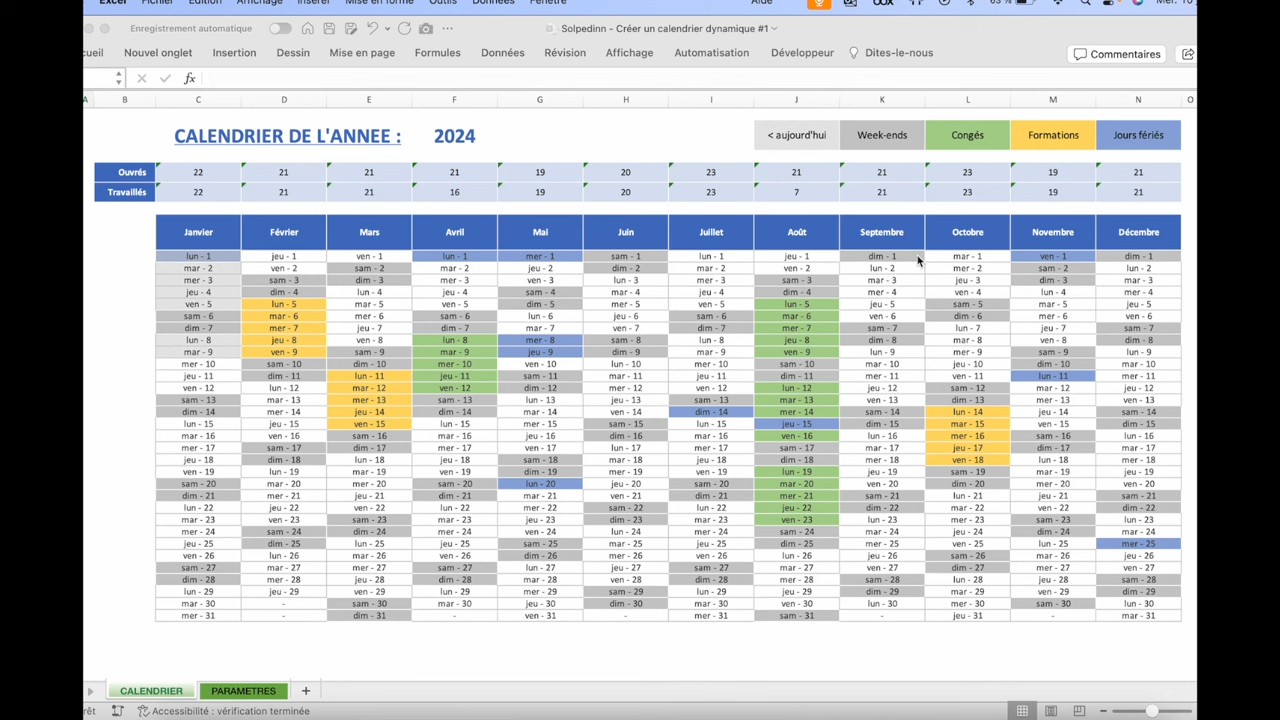 Excel Fichier Edition Affichage Insérer Mise en forme Outils Données Fenêtre Aide 63 % Mer. 10
Enregistrement automatique Solpedinn - Créer un calendrier dynamique #1
cueil Nouvel onglet Insertion Dessin Mise en page Formules Données Révision Affichage Automatisation Développeur Dites-le-nous Commentaires
fx
A B C D E F G H I J K L M N O
CALENDRIER DE L'ANNEE : 2024 < aujourd'hui Week-ends Congés Formations Jours fériés
Ouvrés 22 21 21 21 19 20 23 21 21 23 19 21
Travaillés 22 21 21 16 19 20 23 7 21 23 19 21
Janvier Février Mars Avril Mai Juin Juillet Août Septembre Octobre Novembre Décembre
lun - 1 jeu - 1 ven - 1 lun - 1 mer - 1 sam - 1 lun - 1 jeu - 1 dim - 1 mar - 1 ven - 1 dim - 1
mar - 2 ven - 2 sam - 2 mar - 2 jeu - 2 dim - 2 mar - 2 ven - 2 lun - 2 mer - 2 sam - 2 lun - 2
mer - 3 sam - 3 dim - 3 mer - 3 ven - 3 lun - 3 mer - 3 sam - 3 mar - 3 jeu - 3 dim - 3 mar - 3
jeu - 4 dim - 4 lun - 4 jeu - 4 sam - 4 mar - 4 jeu - 4 dim - 4 mer - 4 ven - 4 lun - 4 mer - 4
ven - 5 lun - 5 mar - 5 ven - 5 dim - 5 mer - 5 ven - 5 lun - 5 jeu - 5 sam - 5 mar - 5 jeu - 5
sam - 6 mar - 6 mer - 6 sam - 6 lun - 6 jeu - 6 sam - 6 mar - 6 ven - 6 dim - 6 mer - 6 ven - 6
dim - 7 mer - 7 jeu - 7 dim - 7 mar - 7 ven - 7 dim - 7 mer - 7 sam - 7 lun - 7 jeu - 7 sam - 7
lun - 8 jeu - 8 ven - 8 lun - 8 mer - 8 sam - 8 lun - 8 jeu - 8 dim - 8 mar - 8 ven - 8 dim - 8
mar - 9 ven - 9 sam - 9 mar - 9 jeu - 9 dim - 9 mar - 9 ven - 9 lun - 9 mer - 9 sam - 9 lun - 9
mer - 10 sam - 10 dim - 10 mer - 10 ven - 10 lun - 10 mer - 10 sam - 10 mar - 10 jeu - 10 dim - 10 mar - 10
jeu - 11 dim - 11 lun - 11 jeu - 11 sam - 11 mar - 11 jeu - 11 dim - 11 mer - 11 ven - 11 lun - 11 mer - 11
ven - 12 lun - 12 mar - 12 ven - 12 dim - 12 mer - 12 ven - 12 lun - 12 jeu - 12 sam - 12 mar - 12 jeu - 12
sam - 13 mar - 13 mer - 13 sam - 13 lun - 13 jeu - 13 sam - 13 mar - 13 ven - 13 dim - 13 mer - 13 ven - 13
dim - 14 mer - 14 jeu - 14 dim - 14 mar - 14 ven - 14 dim - 14 mer - 14 sam - 14 lun - 14 jeu - 14 sam - 14
lun - 15 jeu - 15 ven - 15 lun - 15 mer - 15 sam - 15 lun - 15 jeu - 15 dim - 15 mar - 15 ven - 15 dim - 15
mar - 16 ven - 16 sam - 16 mar - 16 jeu - 16 dim - 16 mar - 16 ven - 16 lun - 16 mer - 16 sam - 16 lun - 16
mer - 17 sam - 17 dim - 17 mer - 17 ven - 17 lun - 17 mer - 17 sam - 17 mar - 17 jeu - 17 dim - 17 mar - 17
jeu - 18 dim - 18 lun - 18 jeu - 18 sam - 18 mar - 18 jeu - 18 dim - 18 mer - 18 ven - 18 lun - 18 mer - 18
ven - 19 lun - 19 mar - 19 ven - 19 dim - 19 mer - 19 ven - 19 lun - 19 jeu - 19 sam - 19 mar - 19 jeu - 19
sam - 20 mar - 20 mer - 20 sam - 20 lun - 20 jeu - 20 sam - 20 mar - 20 ven - 20 dim - 20 mer - 20 ven - 20
dim - 21 mer - 21 jeu - 21 dim - 21 mar - 21 ven - 21 dim - 21 mer - 21 sam - 21 lun - 21 jeu - 21 sam - 21
lun - 22 jeu - 22 ven - 22 lun - 22 mer - 22 sam - 22 lun - 22 jeu - 22 dim - 22 mar - 22 ven - 22 dim - 22
mar - 23 ven - 23 sam - 23 mar - 23 jeu - 23 dim - 23 mar - 23 ven - 23 lun - 23 mer - 23 sam - 23 lun - 23
mer - 24 sam - 24 dim - 24 mer - 24 ven - 24 lun - 24 mer - 24 sam - 24 mar - 24 jeu - 24 dim - 24 mar - 24
jeu - 25 dim - 25 lun - 25 jeu - 25 sam - 25 mar - 25 jeu - 25 dim - 25 mer - 25 ven - 25 lun - 25 mer - 25
ven - 26 lun - 26 mar - 26 ven - 26 dim - 26 mer - 26 ven - 26 lun - 26 jeu - 26 sam - 26 mar - 26 jeu - 26
sam - 27 mar - 27 mer - 27 sam - 27 lun - 27 jeu - 27 sam - 27 mar - 27 ven - 27 dim - 27 mer - 27 ven - 27
dim - 28 mer - 28 jeu - 28 dim - 28 mar - 28 ven - 28 dim - 28 mer - 28 sam - 28 lun - 28 jeu - 28 sam - 28
lun - 29 jeu - 29 ven - 29 lun - 29 mer - 29 sam - 29 lun - 29 jeu - 29 dim - 29 mar - 29 ven - 29 dim - 29
mar - 30 - sam - 30 mar - 30 jeu - 30 dim - 30 mar - 30 ven - 30 lun - 30 mer - 30 sam - 30 lun - 30
mer - 31 - dim - 31 - ven - 31 - mer - 31 sam - 31 - jeu - 31 - mar - 31
CALENDRIER PARAMETRES +
rêt Accessibilité : vérification terminée